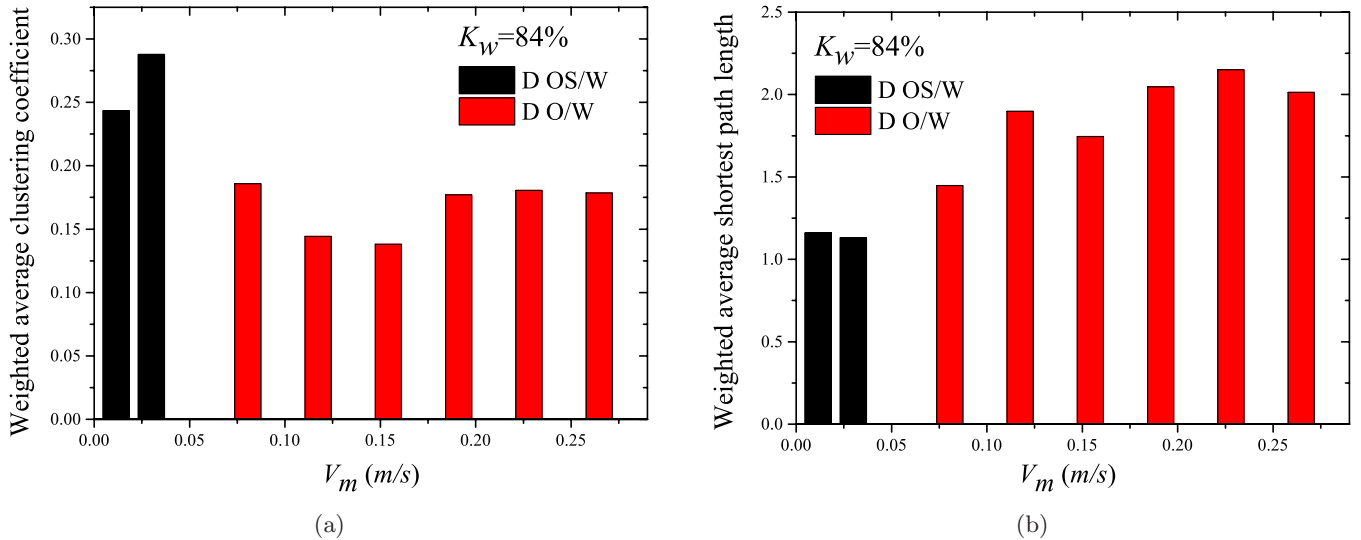 Weighted average clustering coefficient
0.30
0.25
0.20
0.15
0.10
0.05
0.00
K_w=84%
D OS/W
D O/W
0.00 0.05 0.10 0.15 0.20 0.25
V_m (m/s)
(a)
Weighted average shortest path length
2.5
2.0
1.5
1.0
0.5
0.0
K_w=84%
D OS/W
D O/W
0.00 0.05 0.10 0.15 0.20 0.25
V_m (m/s)
(b)